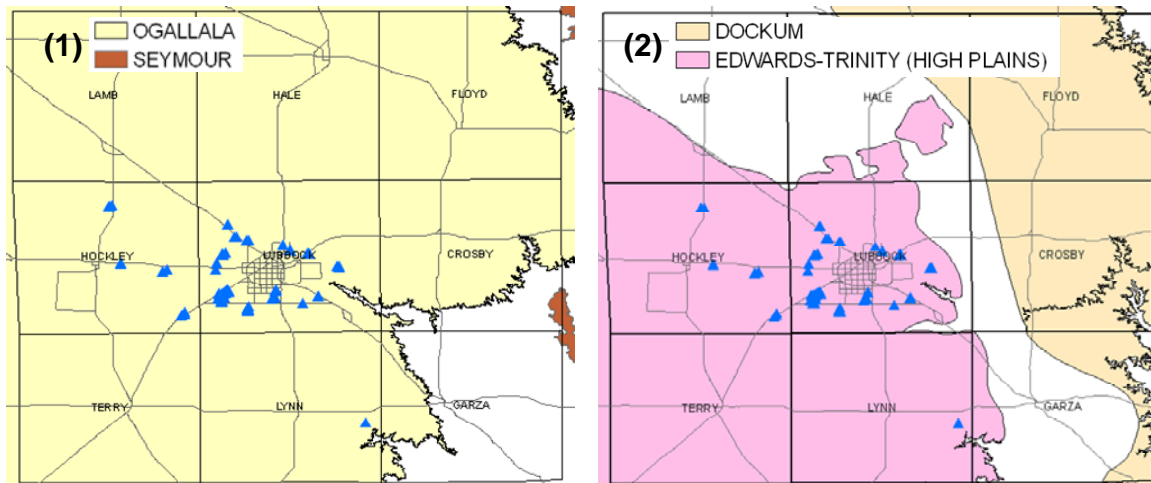 (1)
OGALLALA
SEYMOUR
LAMB
HALE
FLOYD
HOCKLEY
LUBBOCK
CROSBY
TERRY
LYNN
GARZA
(2)
DOCKUM
EDWARDS-TRINITY (HIGH PLAINS)
LAMB
HALE
FLOYD
HOCKLEY
LUBBOCK
CROSBY
TERRY
LYNN
GARZA